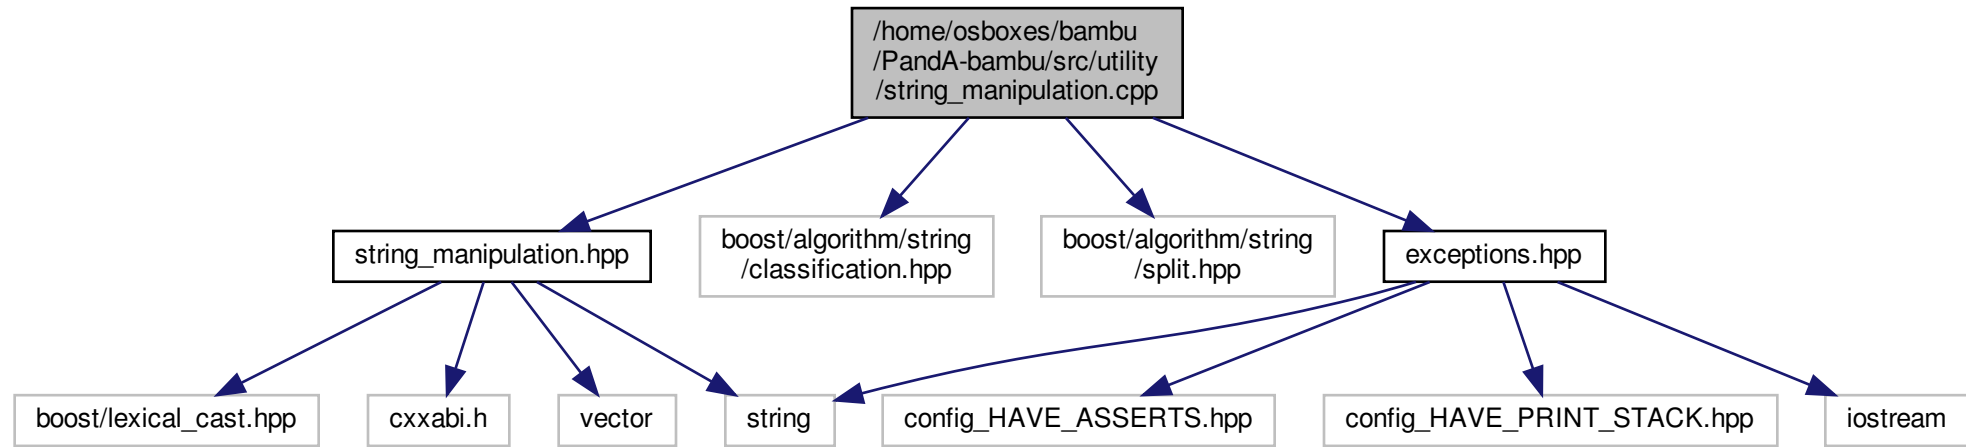 /home/osboxes/bambu
/PandA-bambu/src/utility
/string_manipulation.cpp
string_manipulation.hpp
boost/algorithm/string
/classification.hpp
boost/algorithm/string
/split.hpp
exceptions.hpp
boost/lexical_cast.hpp
cxxabi.h
vector
string
config_HAVE_ASSERTS.hpp
config_HAVE_PRINT_STACK.hpp
iostream